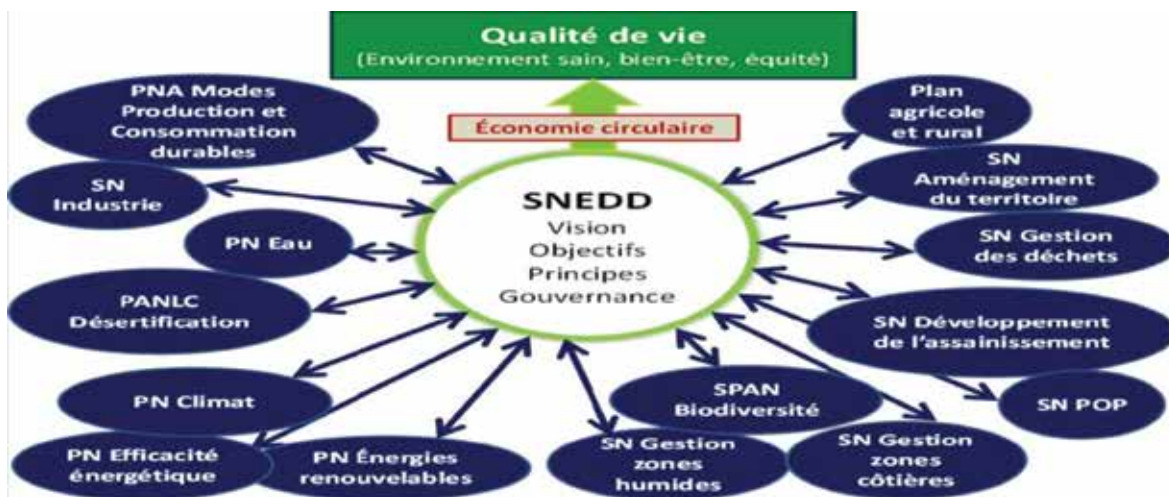 Qualité de vie
(Environnement sain, bien-être, équité)
Économie circulaire
SNEDD
Vision
Objectifs
Principes
Gouvernance
PNA Modes
Production et
Consommation
durables
SN
Industrie
PN Eau
PANLC
Désertification
PN Climat
PN Efficacité
énergétique
PN Énergies
renouvelables
SN Gestion
zones
humides
SPAN
Biodiversité
SN Gestion
zones
côtières
SN POP
SN Développement
de l'assainissement
SN Gestion
des déchets
SN
Aménagement
du territoire
Plan
agricole
et rural